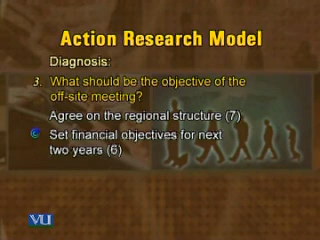 Action Research Model
Diagnosis:
3. What should be the objective of the
off-site meeting?
Agree on the regional structure (7)
Set financial objectives for next
two years (6)
VU